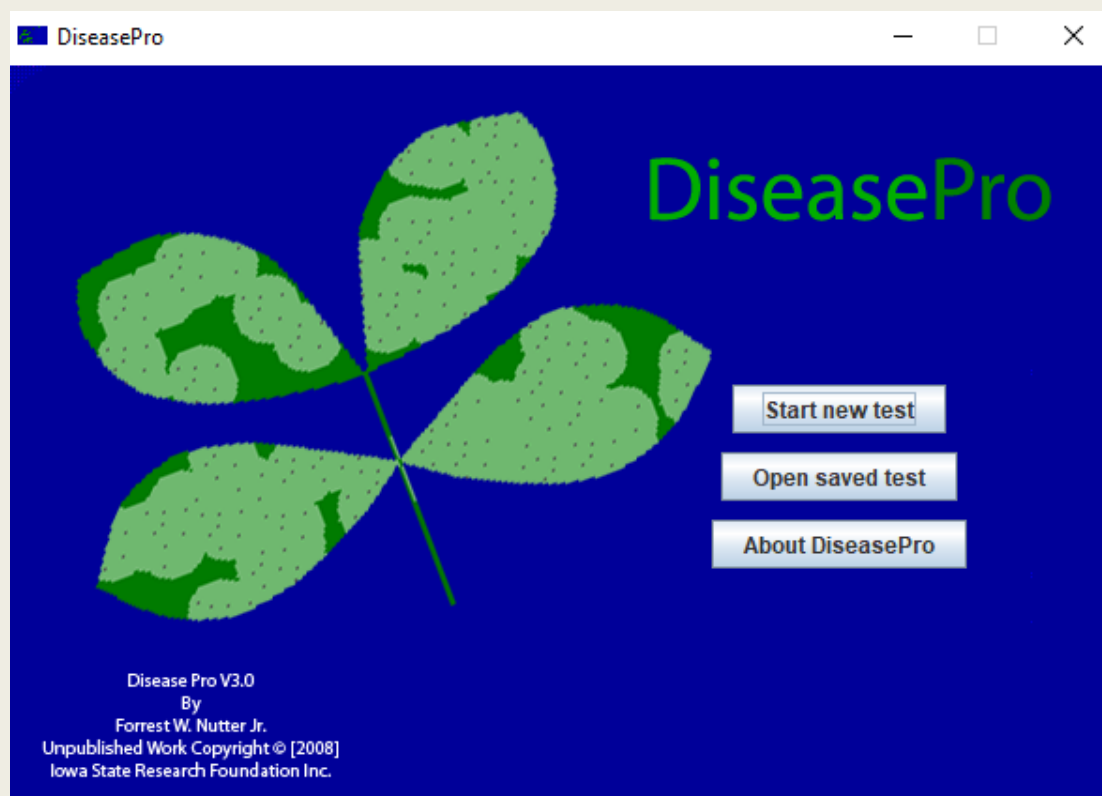 DiseasePro
DiseasePro
Start new test
Open saved test
About DiseasePro
Disease Pro V3.0
By
Forrest W. Nutter Jr.
Unpublished Work Copyright © [2008]
Iowa State Research Foundation Inc.